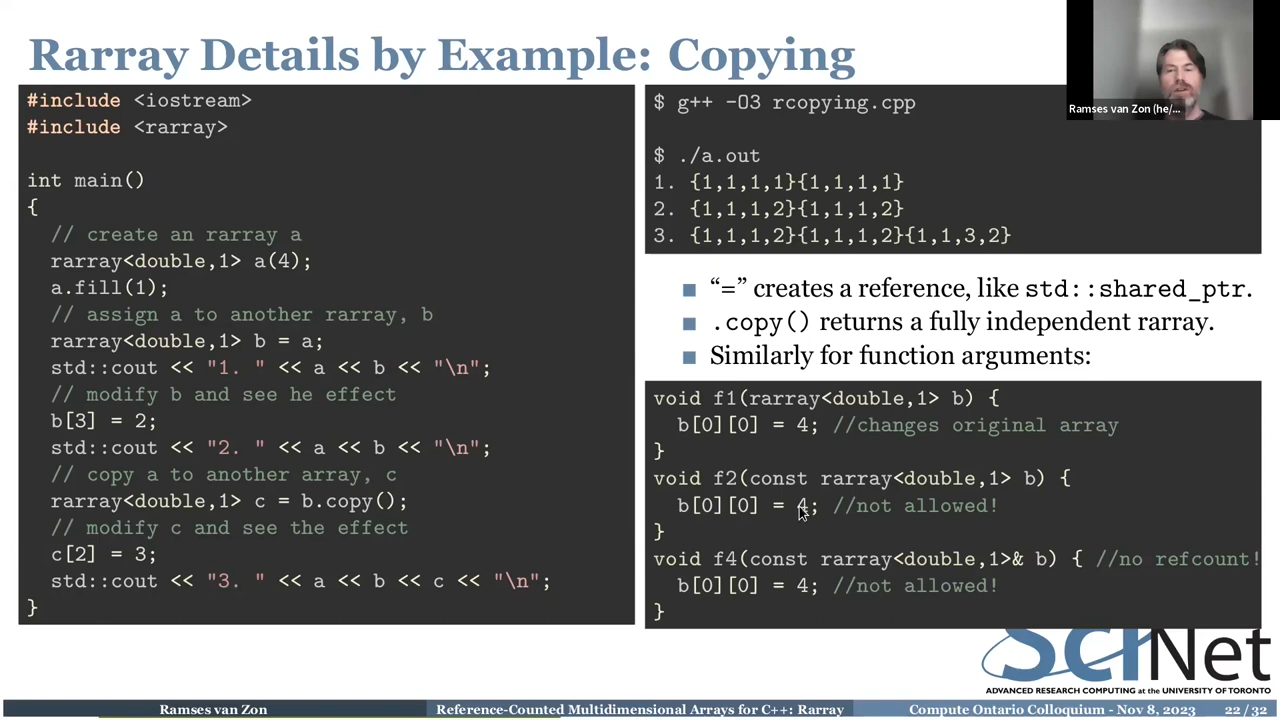 Rarray Details by Example: Copying
Ramses van Zon (he/...
#include <iostream>
#include <rarray>
int main()
{
// create an rarray a
rarray<double,1> a(4);
a.fill(1);
// assign a to another rarray, b
rarray<double,1> b = a;
std::cout << "1. " << a << b << "\n";
// modify b and see he effect
b[3] = 2;
std::cout << "2. " << a << b << "\n";
// copy a to another array, c
rarray<double,1> c = b.copy();
// modify c and see the effect
c[2] = 3;
std::cout << "3. " << a << b << c << "\n";
}
$ g++ -O3 rcopying.cpp
$ ./a.out
1. {1,1,1,1}{1,1,1,1}
2. {1,1,1,2}{1,1,1,2}
3. {1,1,1,2}{1,1,1,2}{1,1,3,2}
“=” creates a reference, like std::shared_ptr.
.copy() returns a fully independent rarray.
Similarly for function arguments:
void f1(rarray<double,1> b) {
b[0][0] = 4; //changes original array
}
void f2(const rarray<double,1> b) {
b[0][0] = 4; //not allowed!
}
void f4(const rarray<double,1>& b) { //no refcount!
b[0][0] = 4; //not allowed!
}
SciNet
ADVANCED RESEARCH COMPUTING at the UNIVERSITY OF TORONTO
Ramses van Zon
Reference-Counted Multidimensional Arrays for C++: Rarray
Compute Ontario Colloquium - Nov 8, 2023
22 / 32